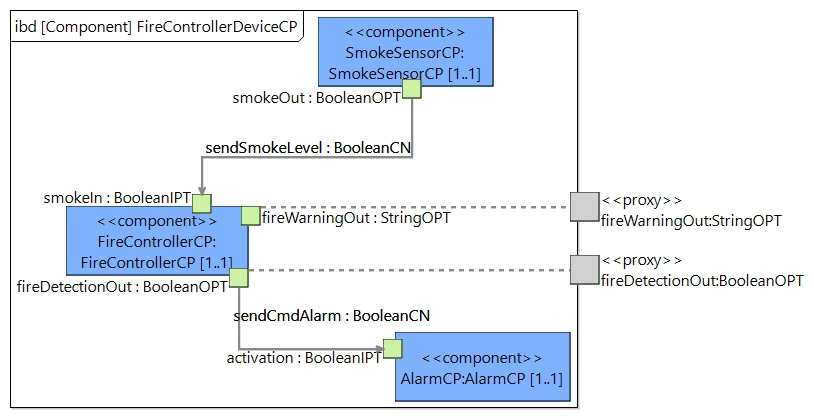 ibd [Component] FireControllerDeviceCP
<<component>>
SmokeSensorCP:
SmokeSensorCP [1..1]
smokeOut : BooleanOPT
sendSmokeLevel : BooleanCN
smokeIn : BooleanIPT
<<component>>
FireControllerCP:
FireControllerCP [1..1]
fireWarningOut : StringOPT
<<proxy>>
fireWarningOut:StringOPT
fireDetectionOut : BooleanOPT
<<proxy>>
fireDetectionOut:BooleanOPT
sendCmdAlarm : BooleanCN
activation : BooleanIPT
<<component>>
AlarmCP:AlarmCP [1..1]